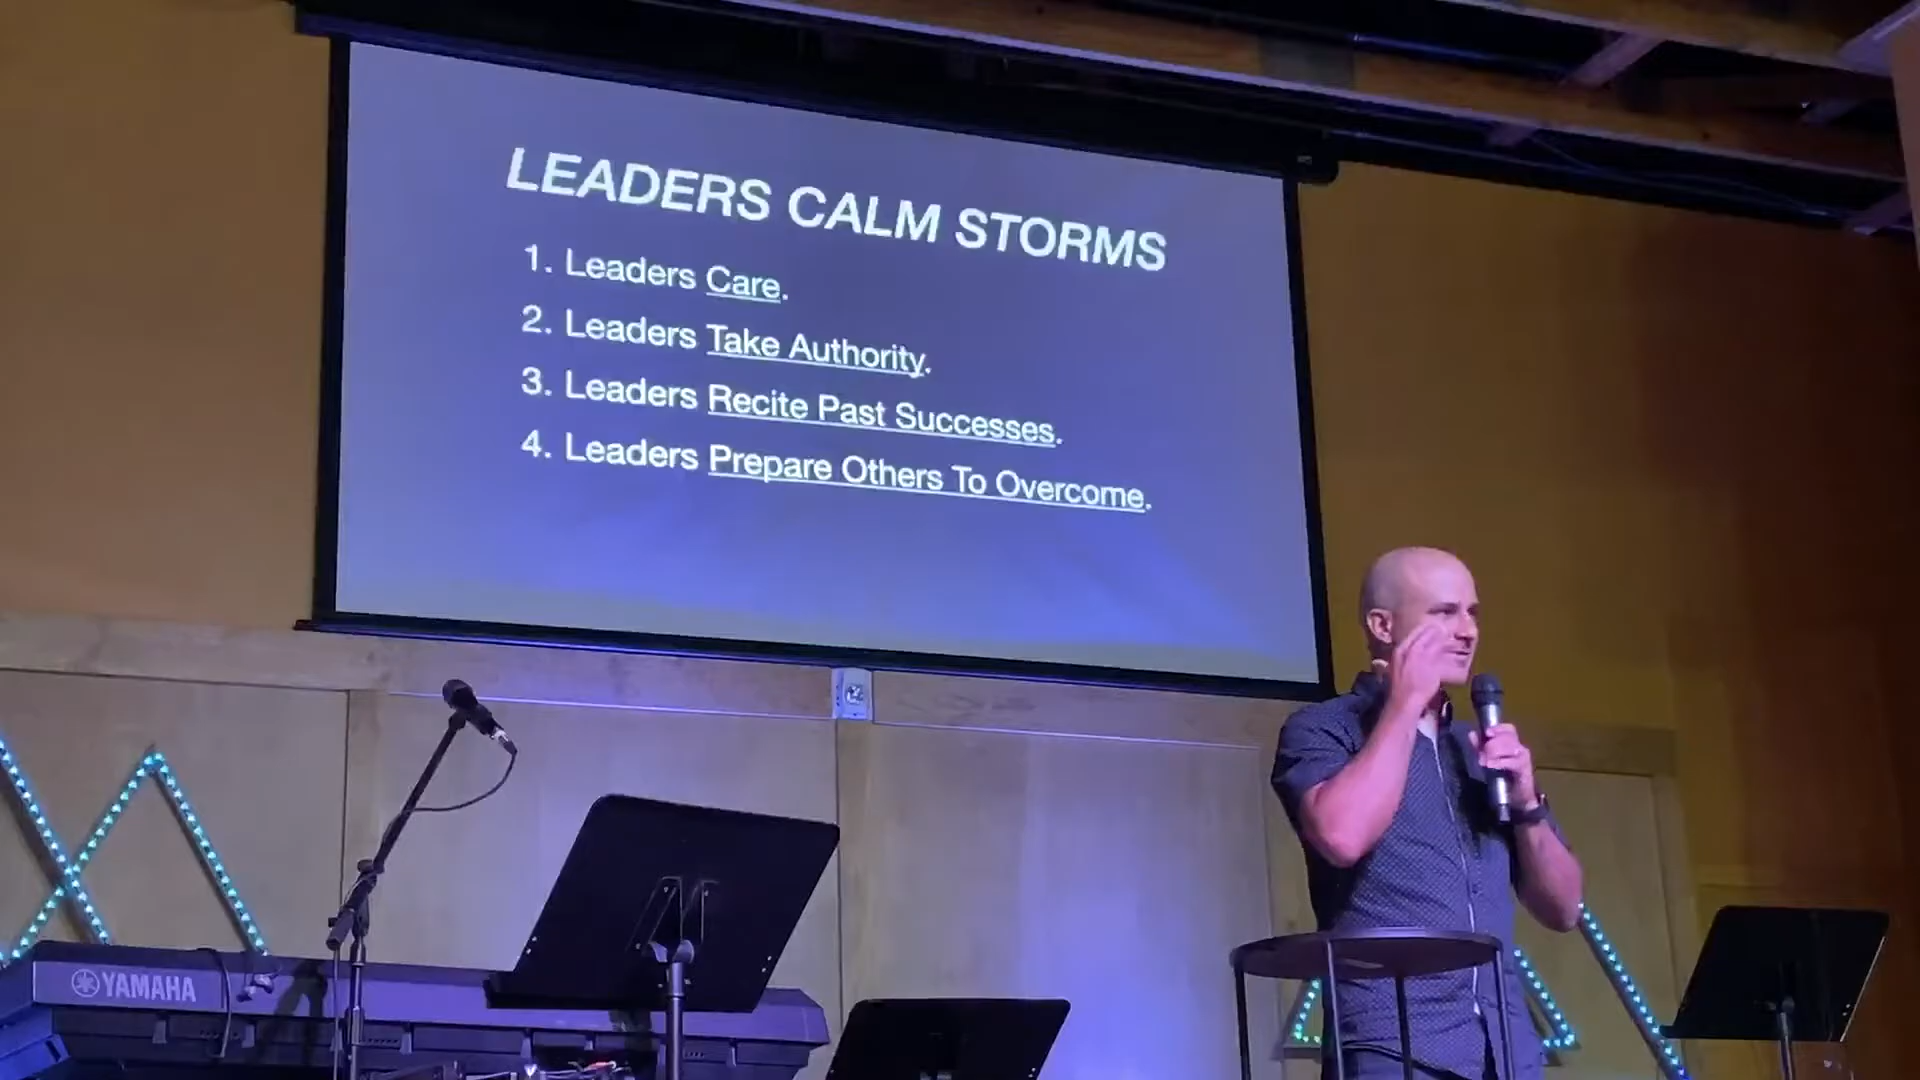 LEADERS CALM STORMS
1. Leaders Care.
2. Leaders Take Authority.
3. Leaders Recite Past Successes.
4. Leaders Prepare Others To Overcome.
YAMAHA